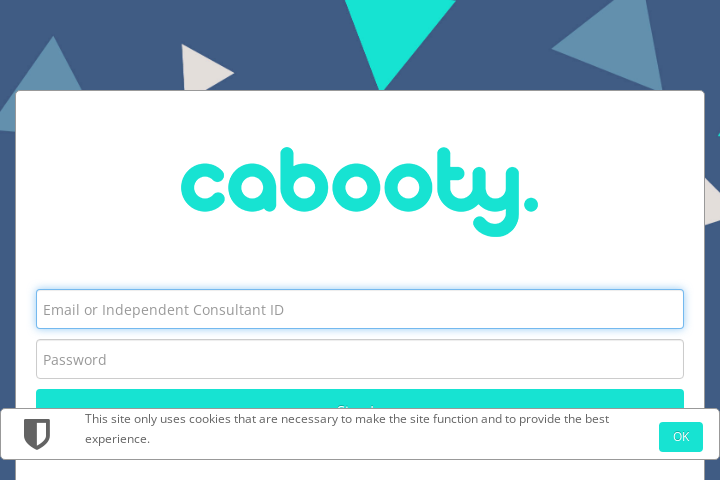 cabooty.
Email or Independent Consultant ID
Password
This site only uses cookies that are necessary to make the site function and to provide the best
experience.
OK